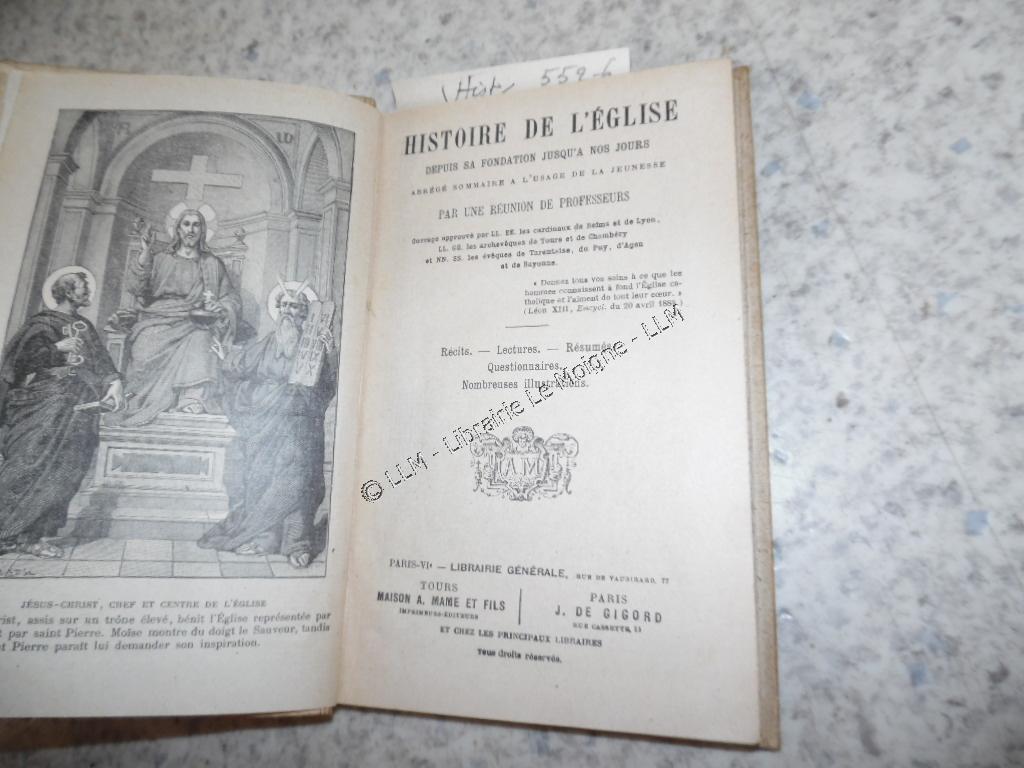 Hist 559-6
JÉSUS-CHRIST, CHEF ET CENTRE DE L'ÉGLISE
rist, assis sur un trône élevé, bénit l'Église représentée par
t par saint Pierre. Moïse montre du doigt le Sauveur, tandis
t Pierre paraît lui demander son inspiration.
HISTOIRE DE L'ÉGLISE
DEPUIS SA FONDATION JUSQU'A NOS JOURS
ABRÉGÉ SOMMAIRE A L'USAGE DE LA JEUNESSE
PAR UNE RÉUNION DE PROFESSEURS
Ouvrage approuvé par LL. EE. les cardinaux de Reims et de Lyon,
LL. GG. les archevêques de Tours et de Chambéry
et NN. SS. les évêques de Tarentaise, du Puy, d'Agen
et de Bayonne.
« Donnez tous vos soins à ce que les
hommes connaissent à fond l'Église ca-
tholique et l'aiment de tout leur cœur. »
(Léon XIII, Encycl. du 20 avril 188
Récits. — Lectures. — Résumés
Questionnaires.
Nombreuses illustrations.
© LLM - Librairie Le Moigne - LLM
AM
PARIS-VIe — LIBRAIRIE GÉNÉRALE, RUE DE VAUGIRARD, 77
TOURS
MAISON A. MAME ET FILS
IMPRIMEURS-ÉDITEURS
PARIS
J. DE GIGORD
RUE CASSETTE, 15
ET CHEZ LES PRINCIPAUX LIBRAIRES
Tous droits réservés.